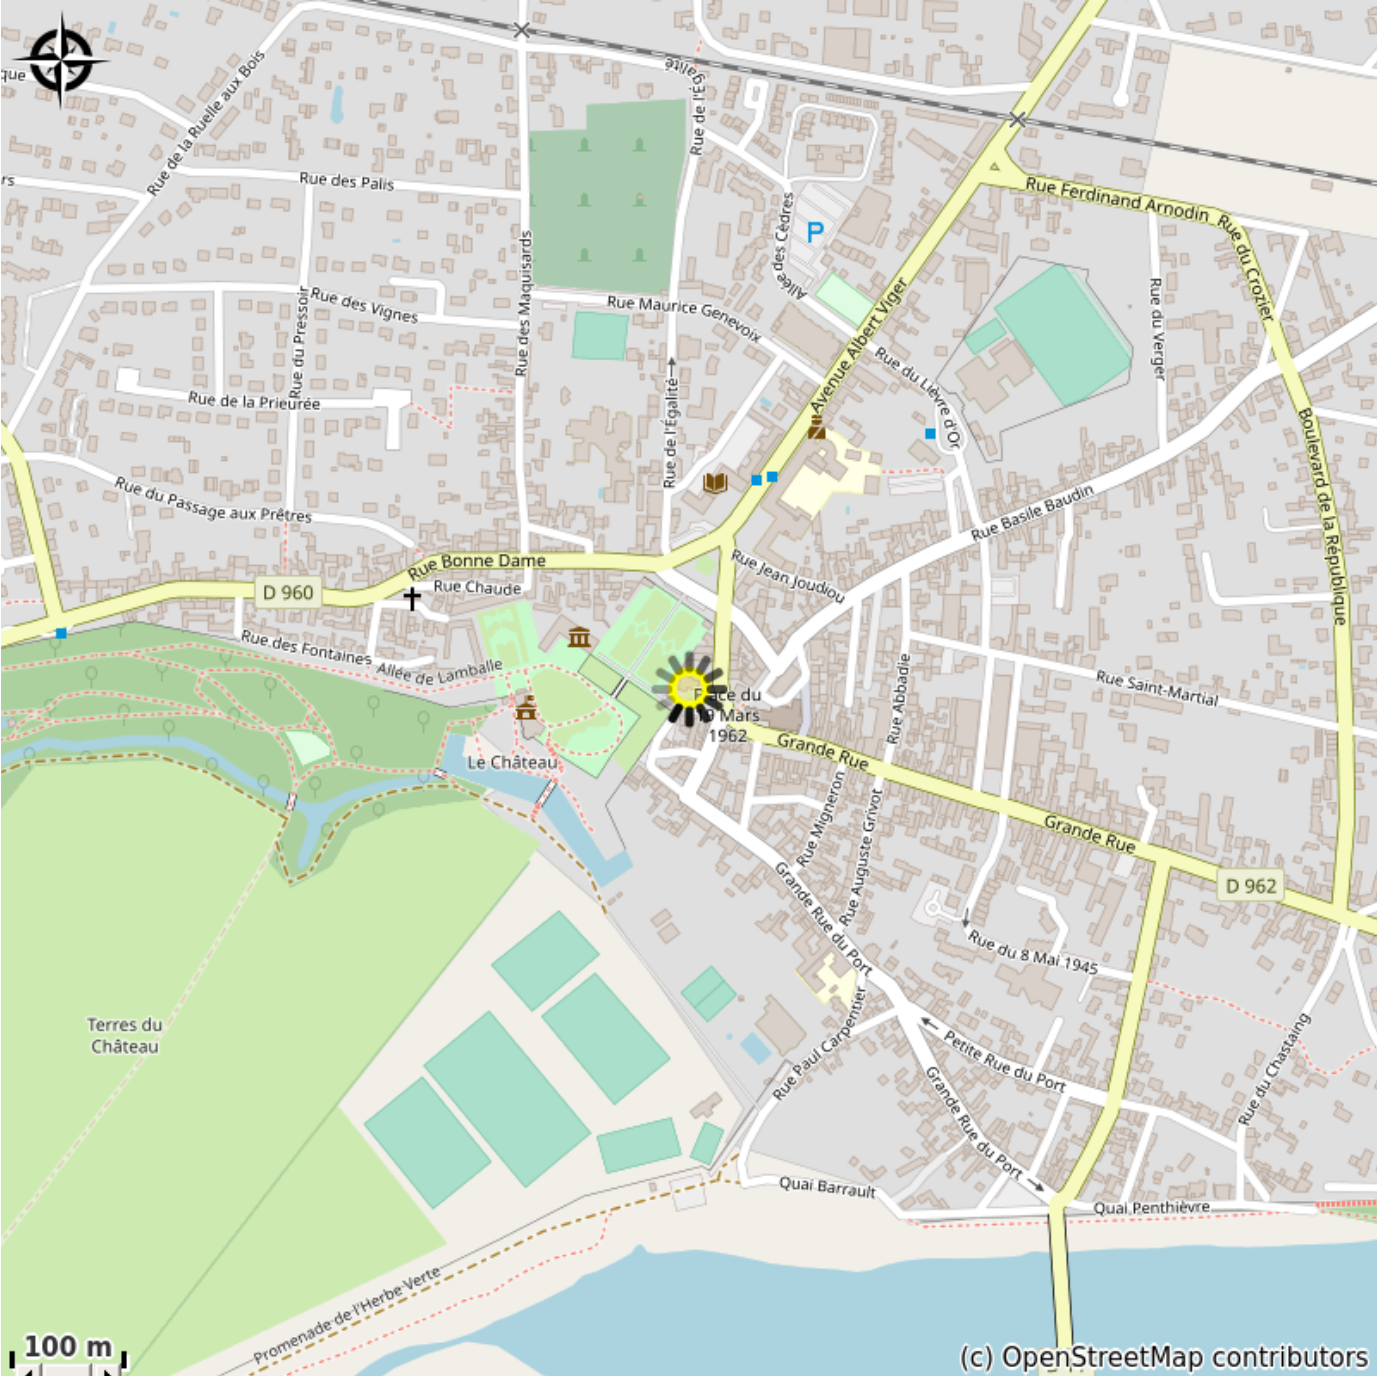 que
Rue de la Ruelle aux Bois
Rue de l'Égalité
rs
Rue des Palis
Rue Ferdinand Arnodin
Rue du Crozier
Allée des Cèdres
P
Rue des Maquisards
Rue du Pressoir
Rue des Vignes
Rue Maurice Genevoix
Avenue Albert Viger
Rue du Verger
Rue du Lièvre d'Or
Rue de la Prieurée
Rue de l'Égalité
Boulevard de la République
Rue du Passage aux Prêtres
Rue Basile Baudin
Rue Bonne Dame
Rue Jean Joudiou
D 960
Rue Chaude
Rue des Fontaines
Allée de Lamballe
Rue Abbadie
Rue Saint-Martial
Place du
19 Mars
1962
Le Château
Grande Rue
Rue Migneron
Rue Auguste Grivot
Grande Rue
D 962
Grande Rue du Port
Rue du 8 Mai 1945
Terres du
Château
Rue Paul Carpentier
Petite Rue du Port
Rue du Chastaing
Grande Rue du Port
Quai Barrault
Quai Penthièvre
Promenade de l'Herbe Verte
100 m
(c) OpenStreetMap contributors